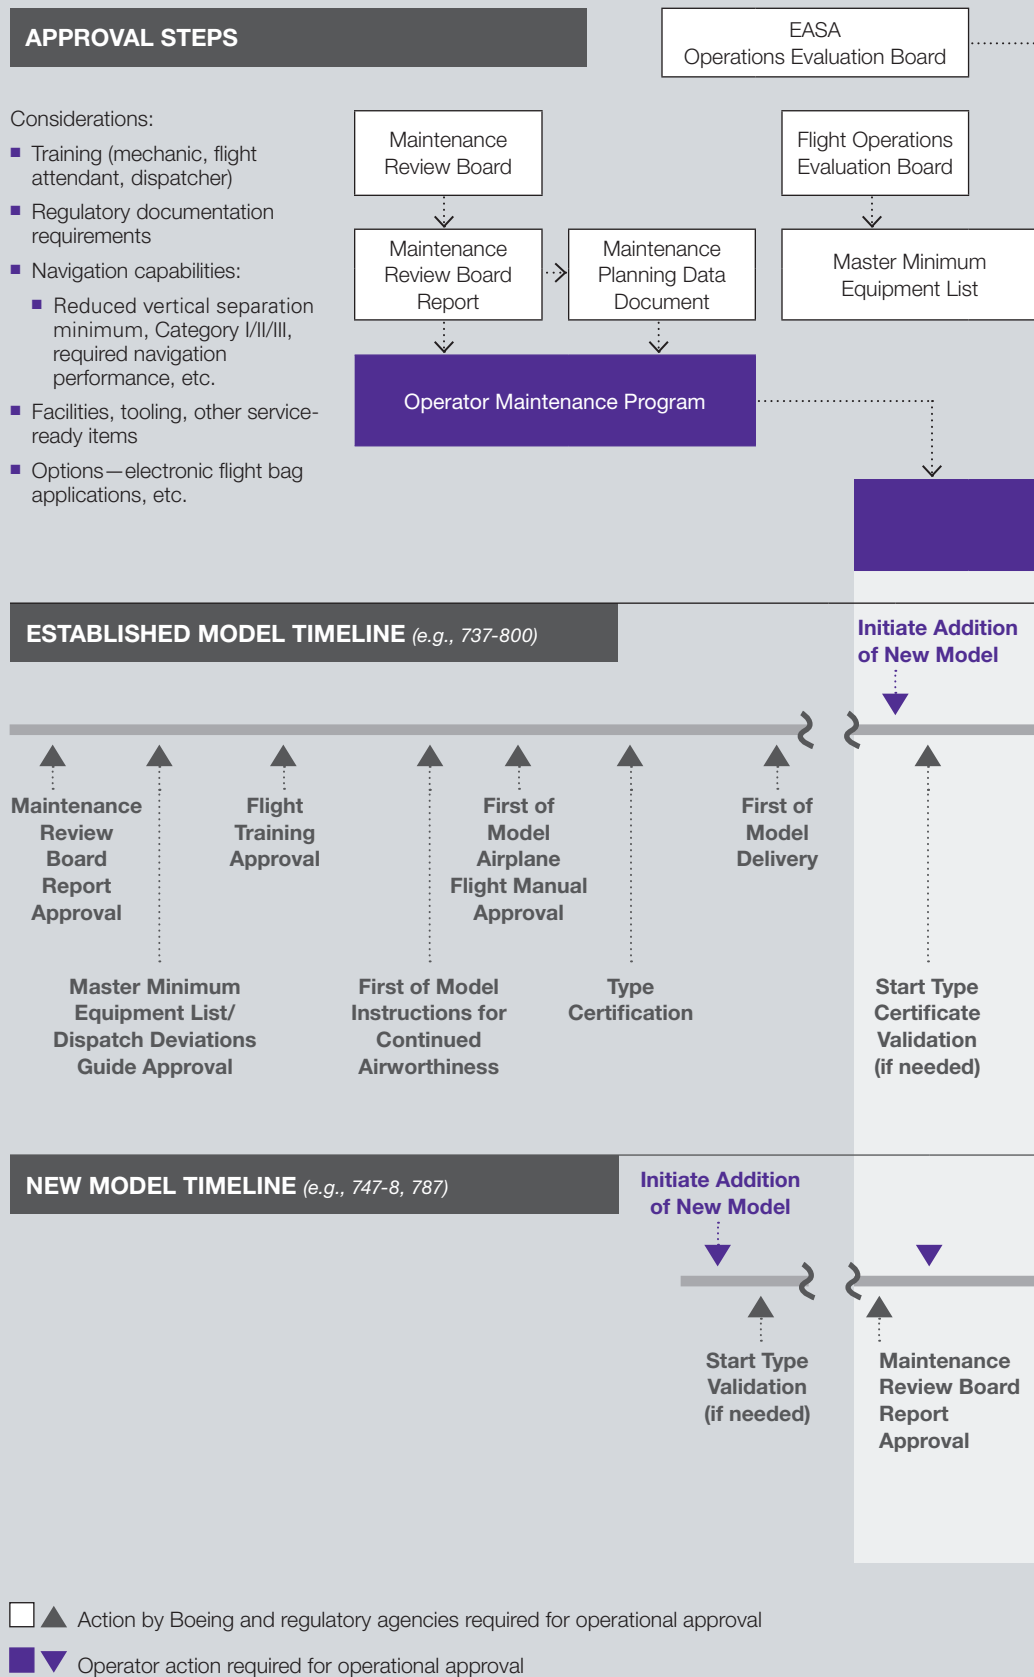 APPROVAL STEPS
EASA
Operations Evaluation Board
Considerations:
Training (mechanic, flight
attendant, dispatcher)
Regulatory documentation
requirements
Navigation capabilities:
Reduced vertical separation
minimum, Category I/II/III,
required navigation
performance, etc.
Facilities, tooling, other service-
ready items
Options—electronic flight bag
applications, etc.
Maintenance
Review Board
Flight Operations
Evaluation Board
Maintenance
Review Board
Report
Maintenance
Planning Data
Document
Master Minimum
Equipment List
Operator Maintenance Program
ESTABLISHED MODEL TIMELINE (e.g., 737-800)
Initiate Addition
of New Model
Maintenance
Review
Board
Report
Approval
Flight
Training
Approval
First of
Model
Airplane
Flight Manual
Approval
First of
Model
Delivery
Master Minimum
Equipment List/
Dispatch Deviations
Guide Approval
First of Model
Instructions for
Continued
Airworthiness
Type
Certification
Start Type
Certificate
Validation
(if needed)
NEW MODEL TIMELINE (e.g., 747-8, 787)
Initiate Addition
of New Model
Start Type
Validation
(if needed)
Maintenance
Review Board
Report
Approval
Action by Boeing and regulatory agencies required for operational approval
Operator action required for operational approval